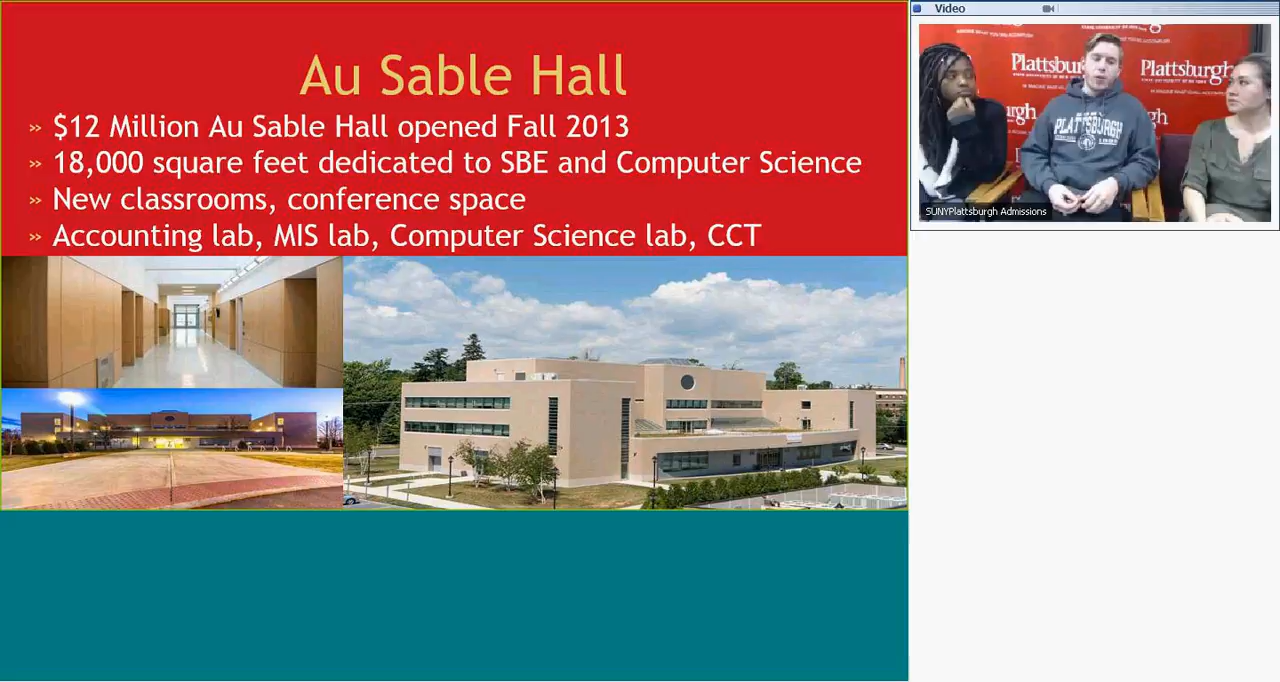 Au Sable Hall
» $12 Million Au Sable Hall opened Fall 2013
» 18,000 square feet dedicated to SBE and Computer Science
» New classrooms, conference space
» Accounting lab, MIS lab, Computer Science lab, CCT
Video
Plattsburgh
Plattsburgh
PLATTSBURGH
SUNYPlattsburgh Admissions